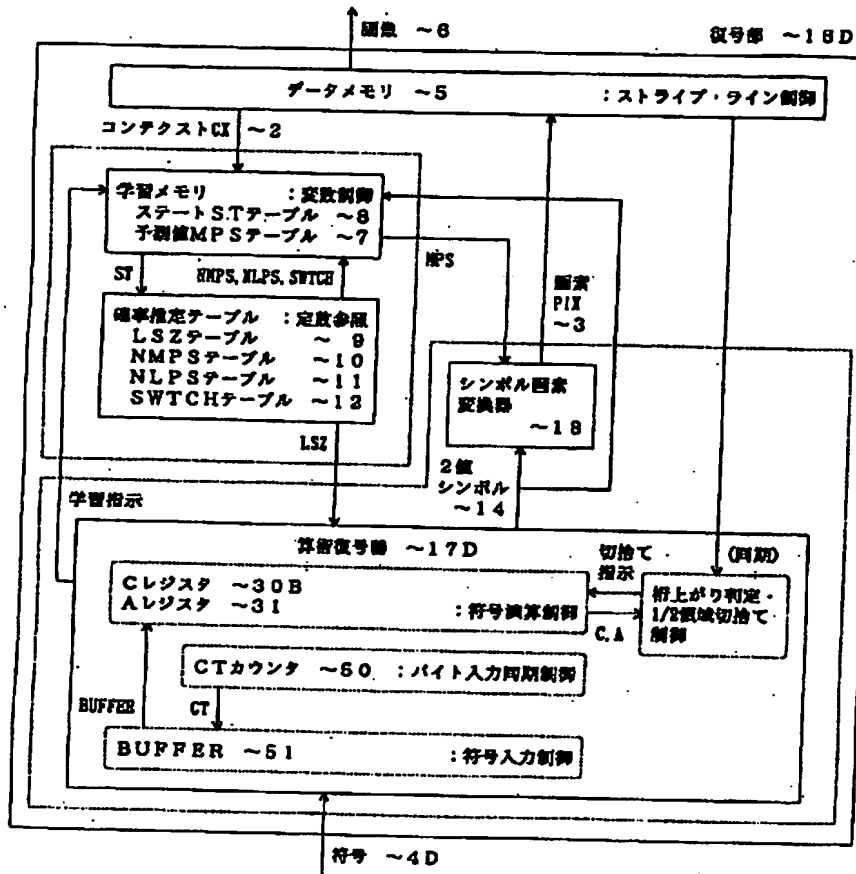 画像 ～6
復号部 ～16D
データメモリ ～5 ：ストライプ・ライン制御
コンテクストCX ～2
学習メモリ ：変数制御
ステートSTテーブル ～8
予測値MPSテーブル ～7
ST
NMPS, NLPS, SWTCH
MPS
画素
PIX
～3
確率推定テーブル ：定数参照
LSZテーブル ～ 9
NMPSテーブル ～10
NLPSテーブル ～11
SWTCHテーブル ～12
シンボル画素
変換器
～18
LSZ
2値
シンボル
～14
学習指示
算術復号器 ～17D
切捨て
指示
(同期)
Cレジスタ ～30B
Aレジスタ ～31 ：符号演算制御
桁上がり判定・
1/2領域切捨て
制御
C, A
CTカウンタ ～50 ：バイト入力同期制御
BUFFER
CT
BUFFER ～51 ：符号入力制御
符号 ～4D